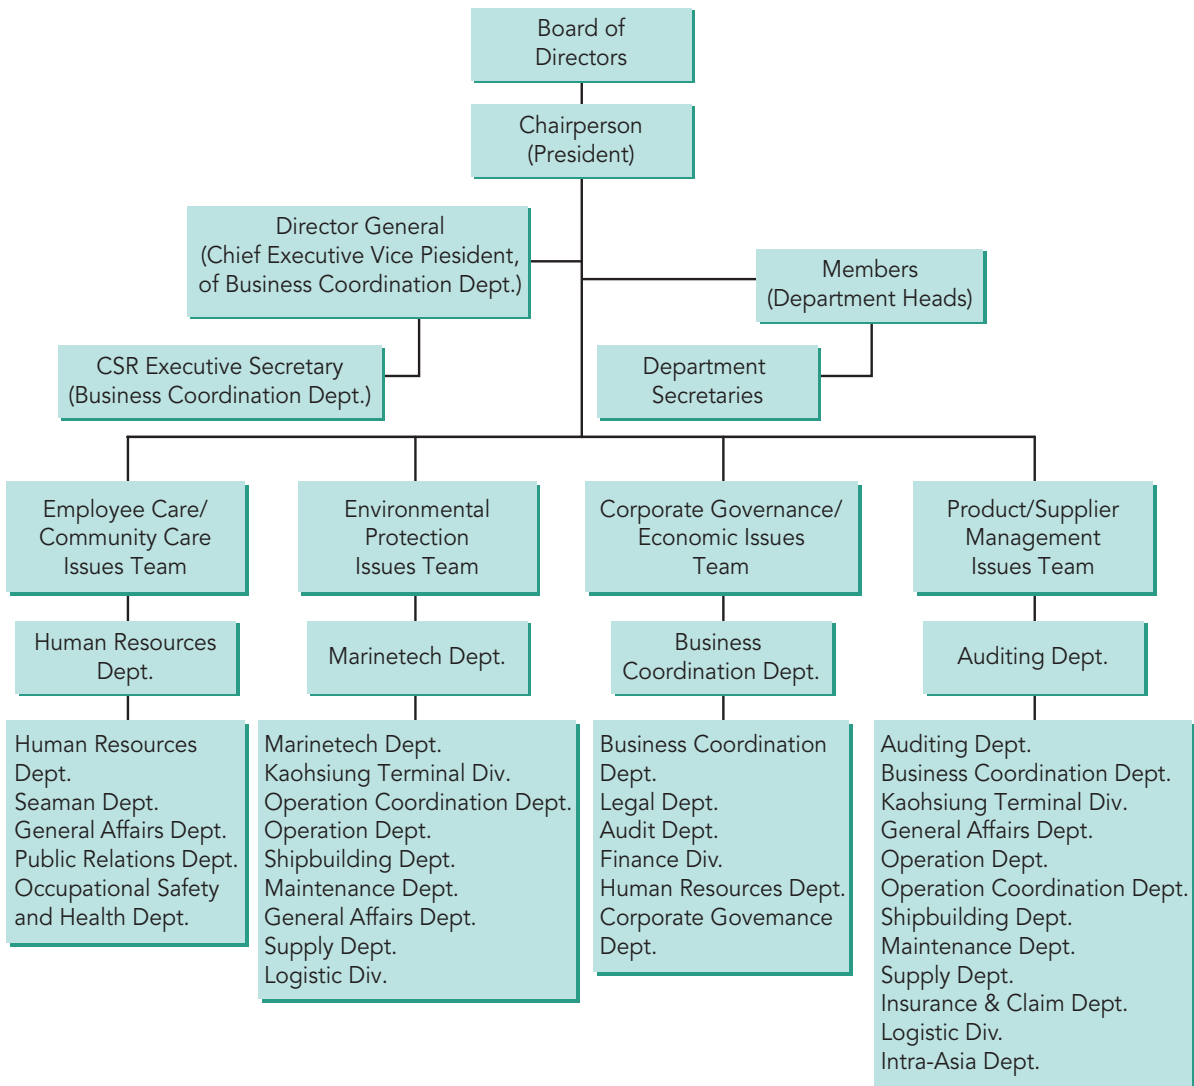 Board of
Directors
Chairperson
(President)
Director General
(Chief Executive Vice Piesident,
of Business Coordination Dept.)
Members
(Department Heads)
CSR Executive Secretary
(Business Coordination Dept.)
Department
Secretaries
Employee Care/
Community Care
Issues Team
Environmental
Protection
Issues Team
Corporate Governance/
Economic Issues
Team
Product/Supplier
Management
Issues Team
Human Resources
Dept.
Marinetech Dept.
Business
Coordination Dept.
Auditing Dept.
Human Resources
Dept.
Seaman Dept.
General Affairs Dept.
Public Relations Dept.
Occupational Safety
and Health Dept.
Marinetech Dept.
Kaohsiung Terminal Div.
Operation Coordination Dept.
Operation Dept.
Shipbuilding Dept.
Maintenance Dept.
General Affairs Dept.
Supply Dept.
Logistic Div.
Business Coordination
Dept.
Legal Dept.
Audit Dept.
Finance Div.
Human Resources Dept.
Corporate Govemance
Dept.
Auditing Dept.
Business Coordination Dept.
Kaohsiung Terminal Div.
General Affairs Dept.
Operation Dept.
Operation Coordination Dept.
Shipbuilding Dept.
Maintenance Dept.
Supply Dept.
Insurance & Claim Dept.
Logistic Div.
Intra-Asia Dept.